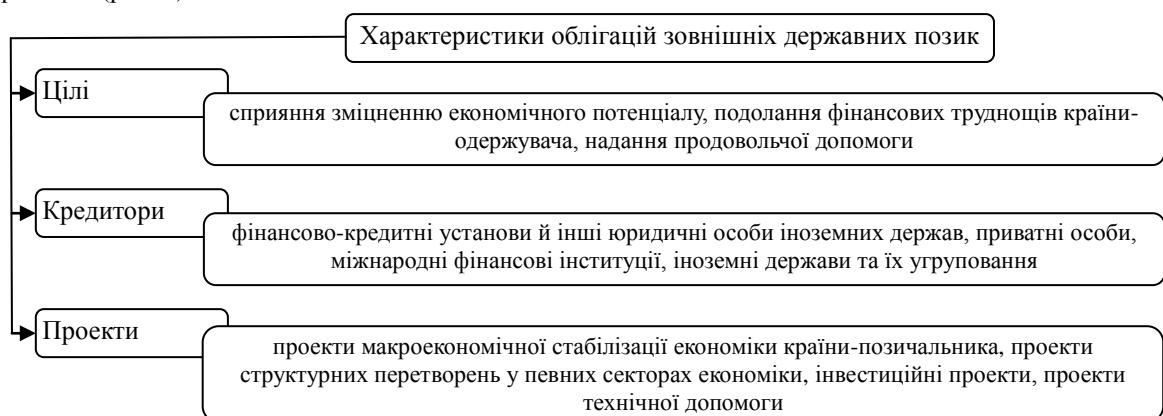 Характеристики облігацій зовнішніх державних позик
Цілі
сприяння зміцненню економічного потенціалу, подолання фінансових труднощів країни-
одержувача, надання продовольчої допомоги
Кредитори
фінансово-кредитні установи й інші юридичні особи іноземних держав, приватні особи,
міжнародні фінансові інституції, іноземні держави та їх угруповання
Проекти
проекти макроекономічної стабілізації економіки країни-позичальника, проекти
структурних перетворень у певних секторах економіки, інвестиційні проекти, проекти
технічної допомоги